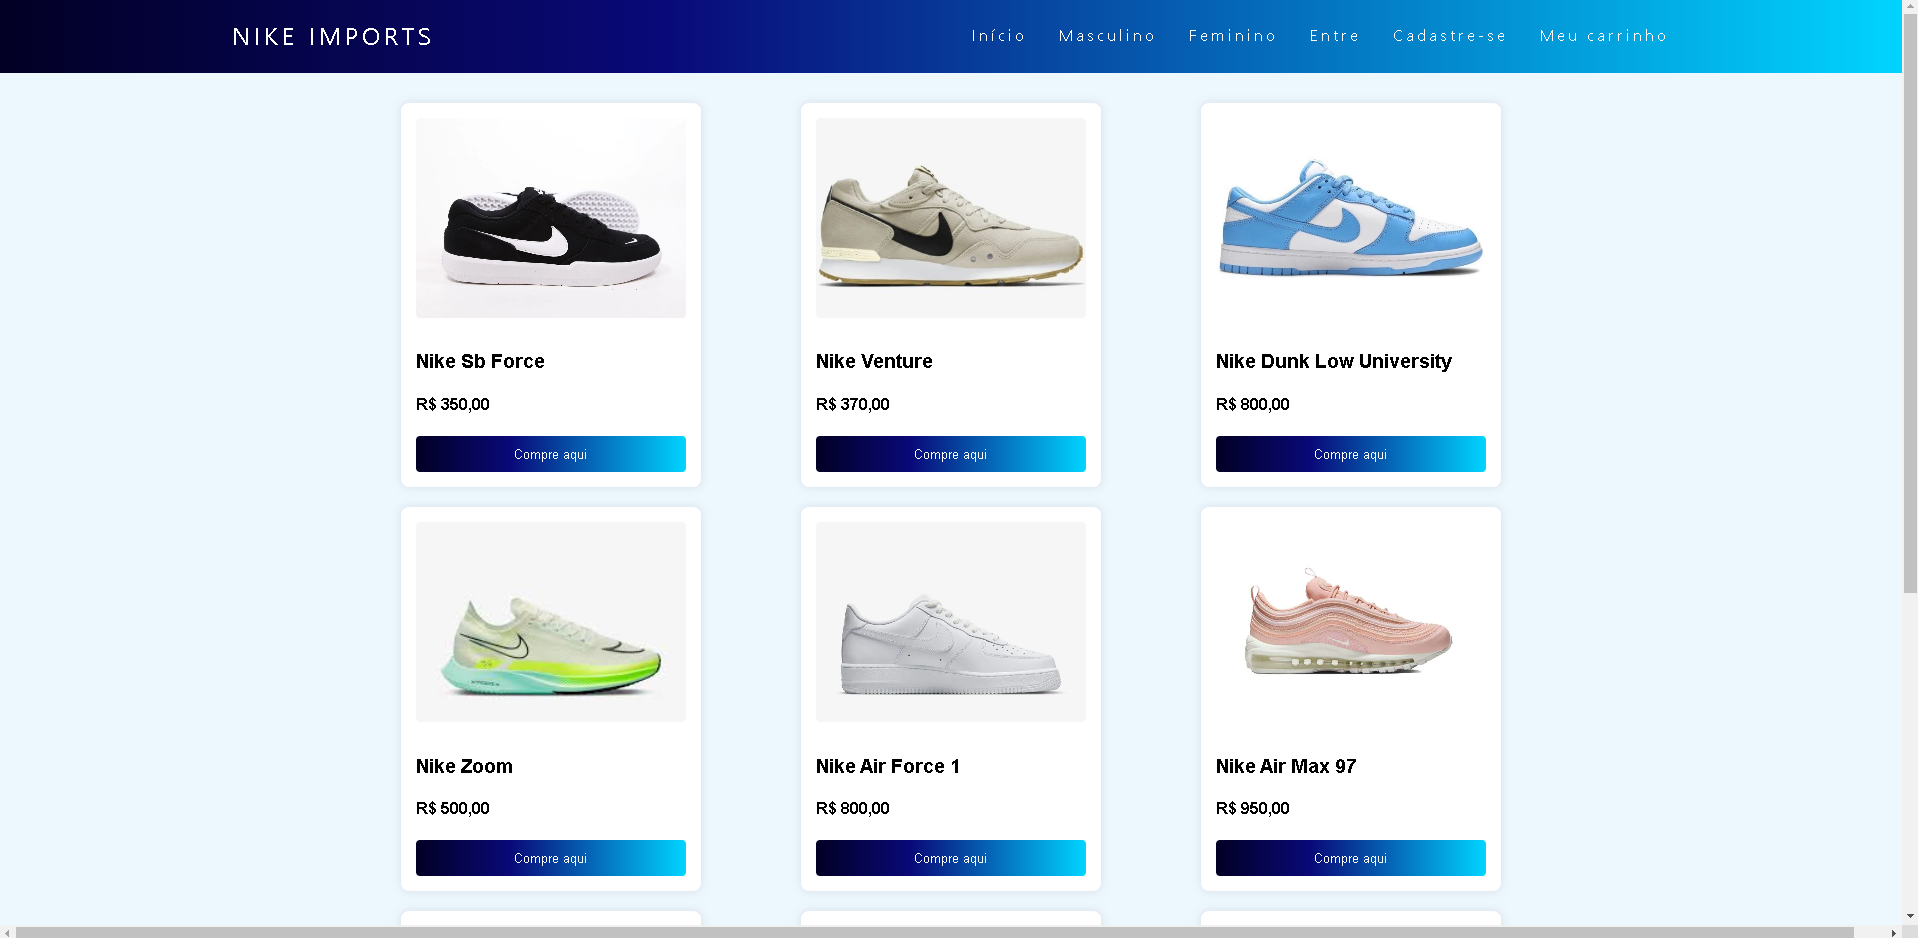 NIKE IMPORTS
Início Masculino Feminino Entre Cadastre-se Meu carrinho
Nike Sb Force
R$ 350,00
Compre aqui
Nike Venture
R$ 370,00
Compre aqui
Nike Dunk Low University
R$ 800,00
Compre aqui
Nike Zoom
R$ 500,00
Compre aqui
Nike Air Force 1
R$ 800,00
Compre aqui
Nike Air Max 97
R$ 950,00
Compre aqui